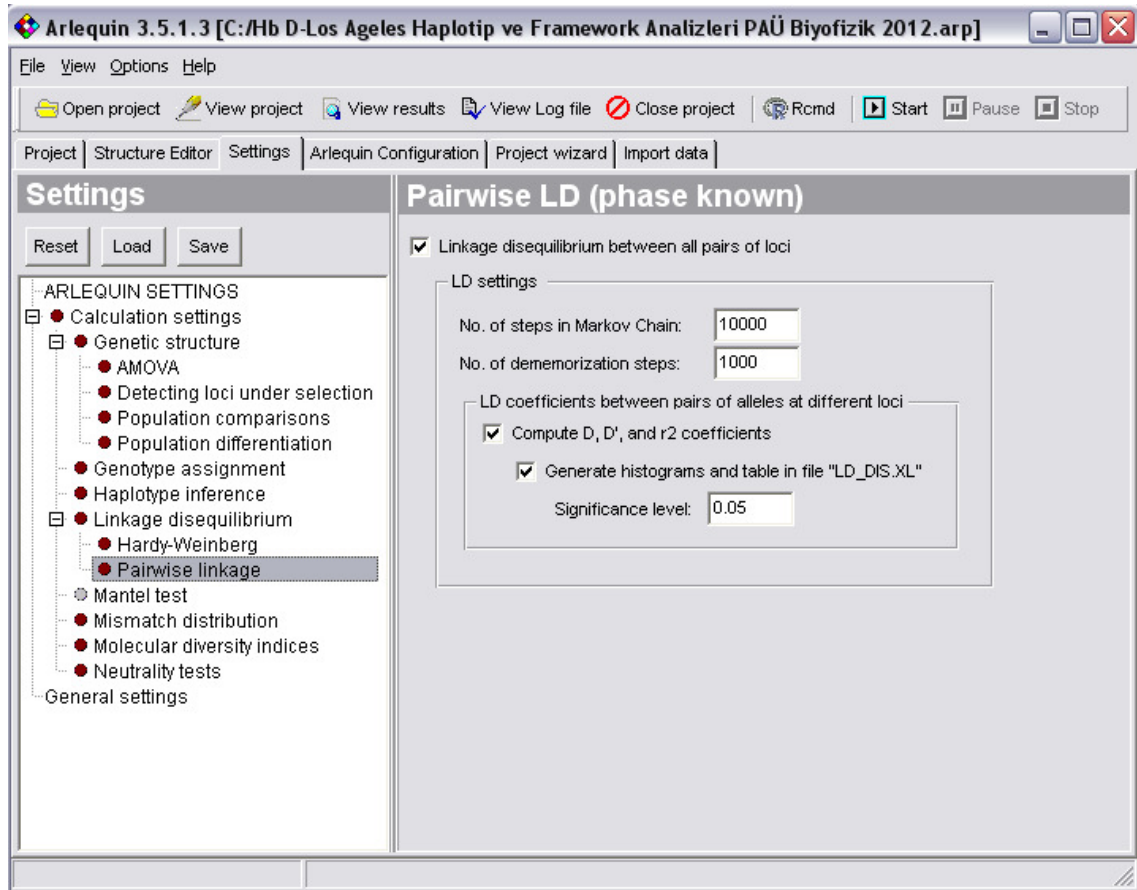 Arlequin 3.5.1.3 [C:/Hb D-Los Ageles Haplotip ve Framework Analizleri PAÜ Biyofizik 2012.arp]
File View Options Help
Open project View project View results View Log file Close project Rcmd Start Pause Stop
Project Structure Editor Settings Arlequin Configuration Project wizard Import data
Settings
Reset Load Save
ARLEQUIN SETTINGS
Calculation settings
Genetic structure
AMOVA
Detecting loci under selection
Population comparisons
Population differentiation
Genotype assignment
Haplotype inference
Linkage disequilibrium
Hardy-Weinberg
Pairwise linkage
Mantel test
Mismatch distribution
Molecular diversity indices
Neutrality tests
General settings
Pairwise LD (phase known)
Linkage disequilibrium between all pairs of loci
LD settings
No. of steps in Markov Chain: 10000
No. of dememorization steps: 1000
LD coefficients between pairs of alleles at different loci
Compute D, D', and r2 coefficients
Generate histograms and table in file "LD_DIS.XL"
Significance level: 0.05